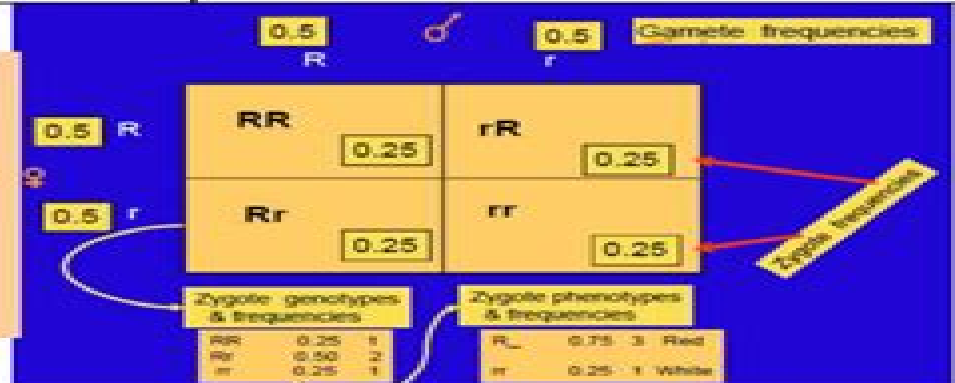 0.5 ♂ 0.5 Gamete frequencies
R r
RR rR
0.5 R
0.25 0.25
♀
0.5 r Rr rr
0.25 0.25
Zygote frequencies
Zygote genotypes Zygote phenotypes
& frequencies & frequencies
RR 0.25 1 R_ 0.75 3 Red
Rr 0.50 2
rr 0.25 1 rr 0.25 1 White